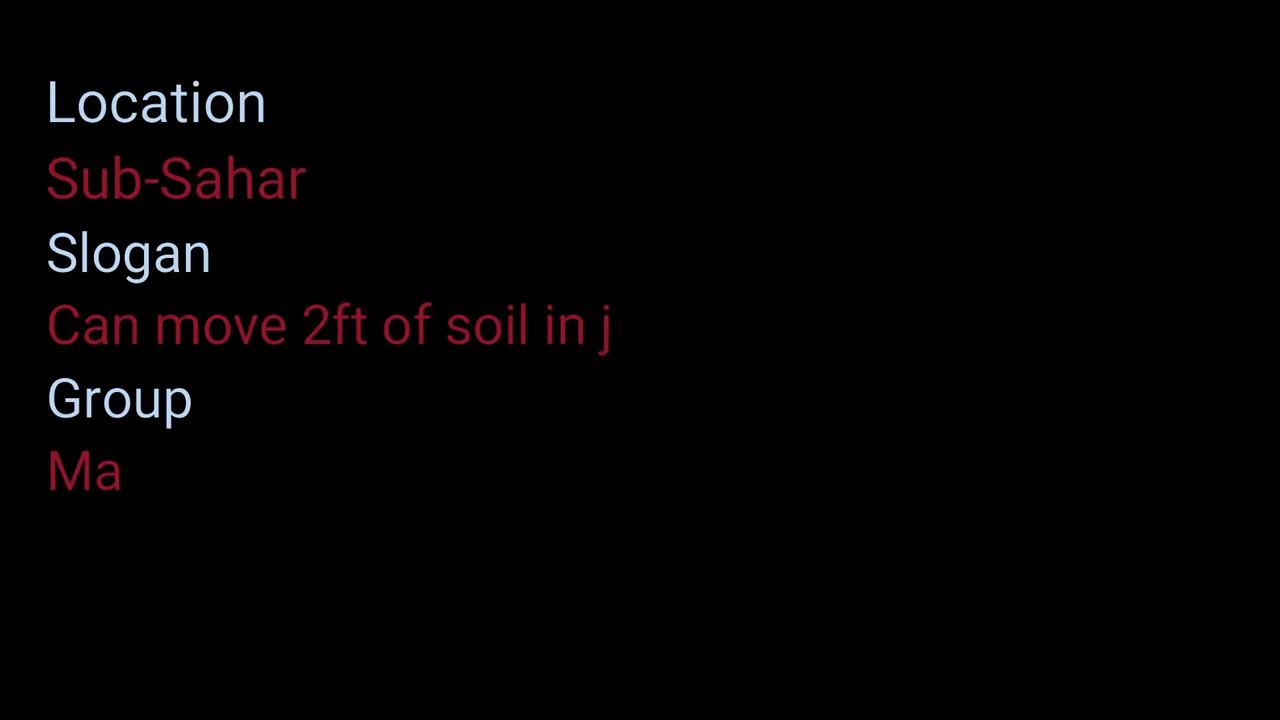 Location
Sub-Sahar
Slogan
Can move 2ft of soil in j
Group
Ma